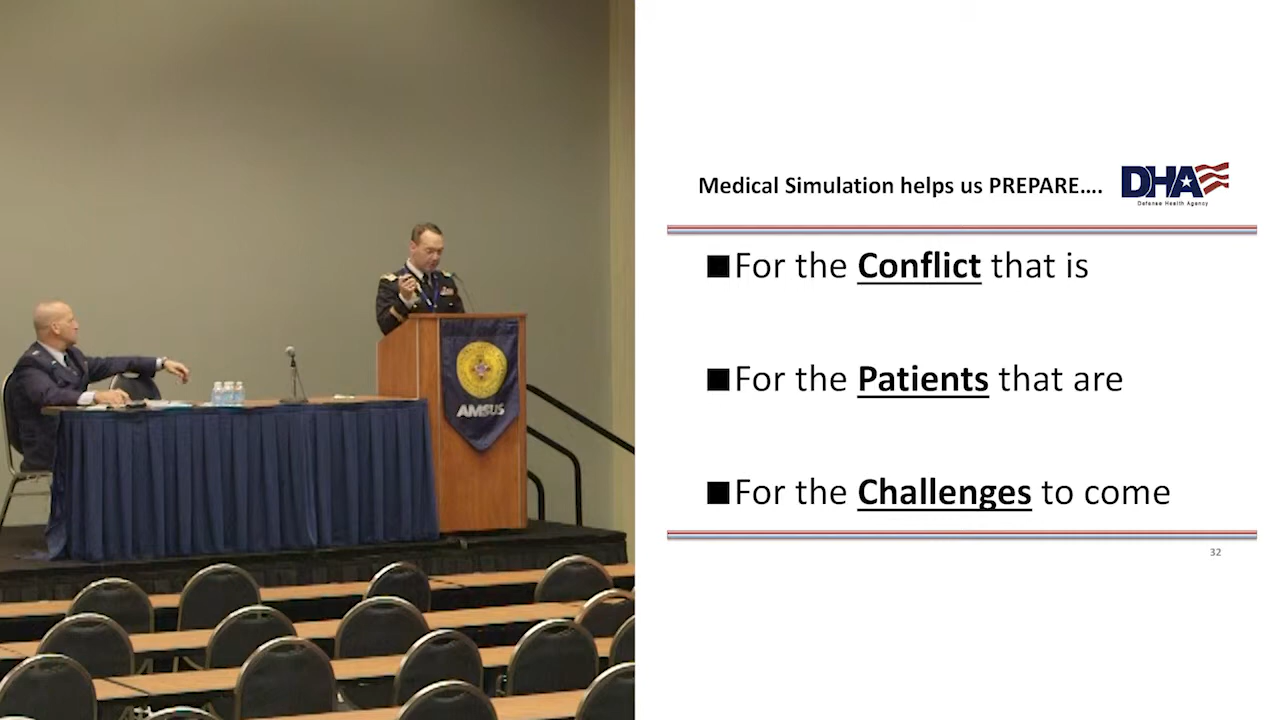 AMSUS
Medical Simulation helps us PREPARE....
DHA
Defense Health Agency
■For the Conflict that is
■For the Patients that are
■For the Challenges to come
32